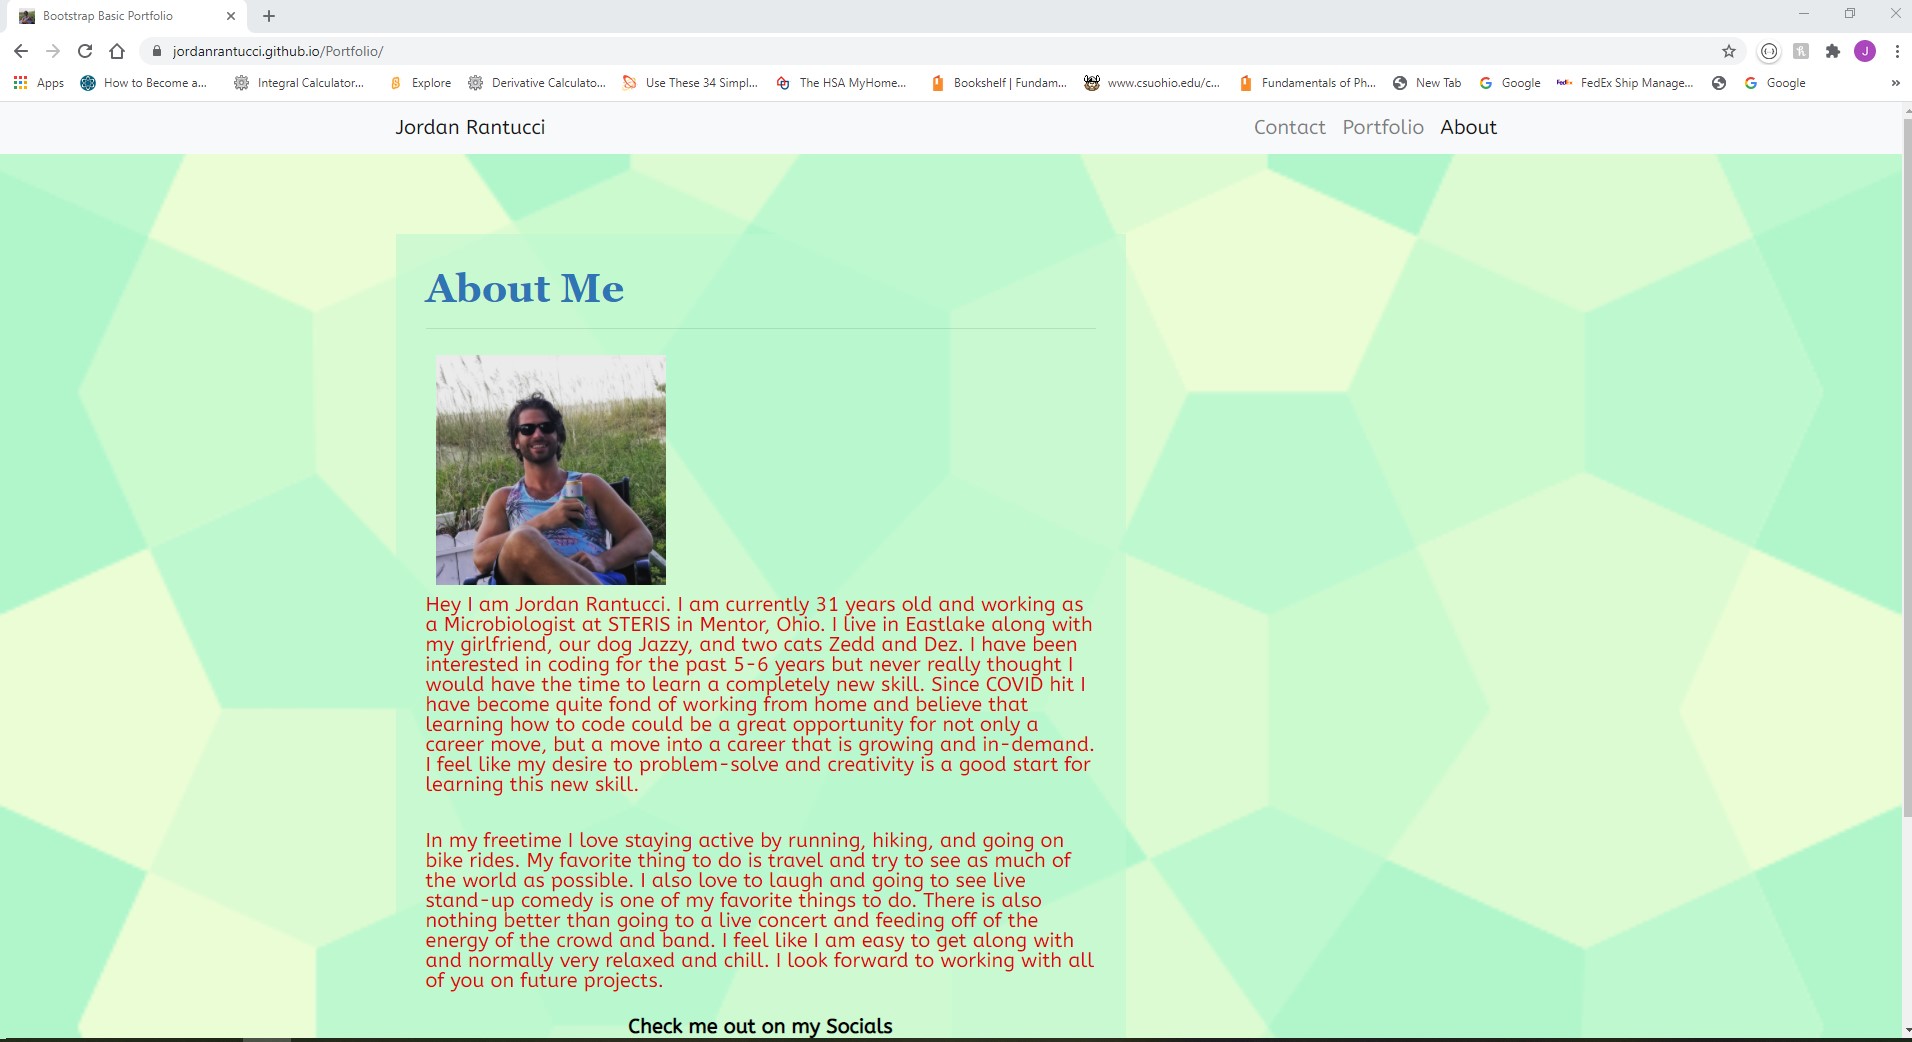 Bootstrap Basic Portfolio
jordanrantucci.github.io/Portfolio/
J
Apps How to Become a... Integral Calculator... Explore Derivative Calculato... Use These 34 Simpl... The HSA MyHome... Bookshelf | Fundam... www.csuohio.edu/c... Fundamentals of Ph... New Tab Google FedEx Ship Manage... Google
Jordan Rantucci Contact Portfolio About
About Me
Hey I am Jordan Rantucci. I am currently 31 years old and working as
a Microbiologist at STERIS in Mentor, Ohio. I live in Eastlake along with
my girlfriend, our dog Jazzy, and two cats Zedd and Dez. I have been
interested in coding for the past 5-6 years but never really thought I
would have the time to learn a completely new skill. Since COVID hit I
have become quite fond of working from home and believe that
learning how to code could be a great opportunity for not only a
career move, but a move into a career that is growing and in-demand.
I feel like my desire to problem-solve and creativity is a good start for
learning this new skill.
In my freetime I love staying active by running, hiking, and going on
bike rides. My favorite thing to do is travel and try to see as much of
the world as possible. I also love to laugh and going to see live
stand-up comedy is one of my favorite things to do. There is also
nothing better than going to a live concert and feeding off of the
energy of the crowd and band. I feel like I am easy to get along with
and normally very relaxed and chill. I look forward to working with all
of you on future projects.
Check me out on my Socials